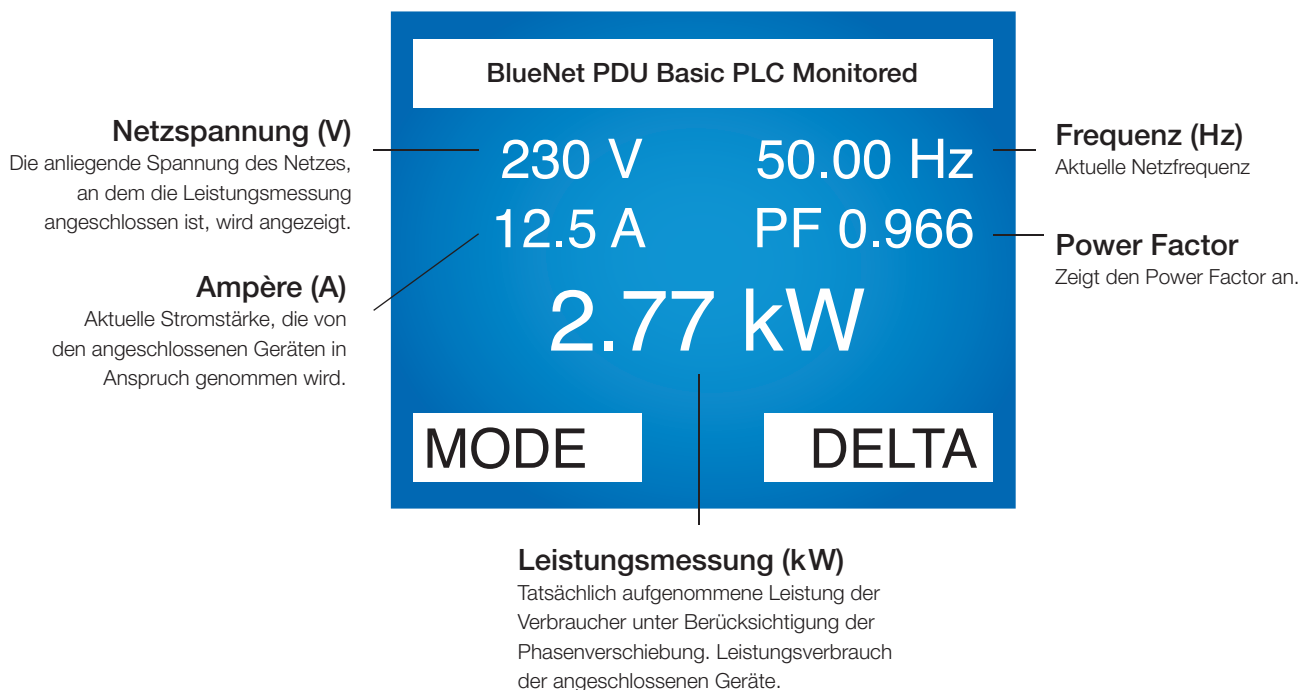 BlueNet PDU Basic PLC Monitored
Netzspannung (V)
Die anliegende Spannung des Netzes,
an dem die Leistungsmessung
angeschlossen ist, wird angezeigt.
Ampère (A)
Aktuelle Stromstärke, die von
den angeschlossenen Geräten in
Anspruch genommen wird.
230 V
50.00 Hz
12.5 A
PF 0.966
2.77 kW
MODE
DELTA
Frequenz (Hz)
Aktuelle Netzfrequenz
Power Factor
Zeigt den Power Factor an.
Leistungsmessung (kW)
Tatsächlich aufgenommene Leistung der
Verbraucher unter Berücksichtigung der
Phasenverschiebung. Leistungsverbrauch
der angeschlossenen Geräte.